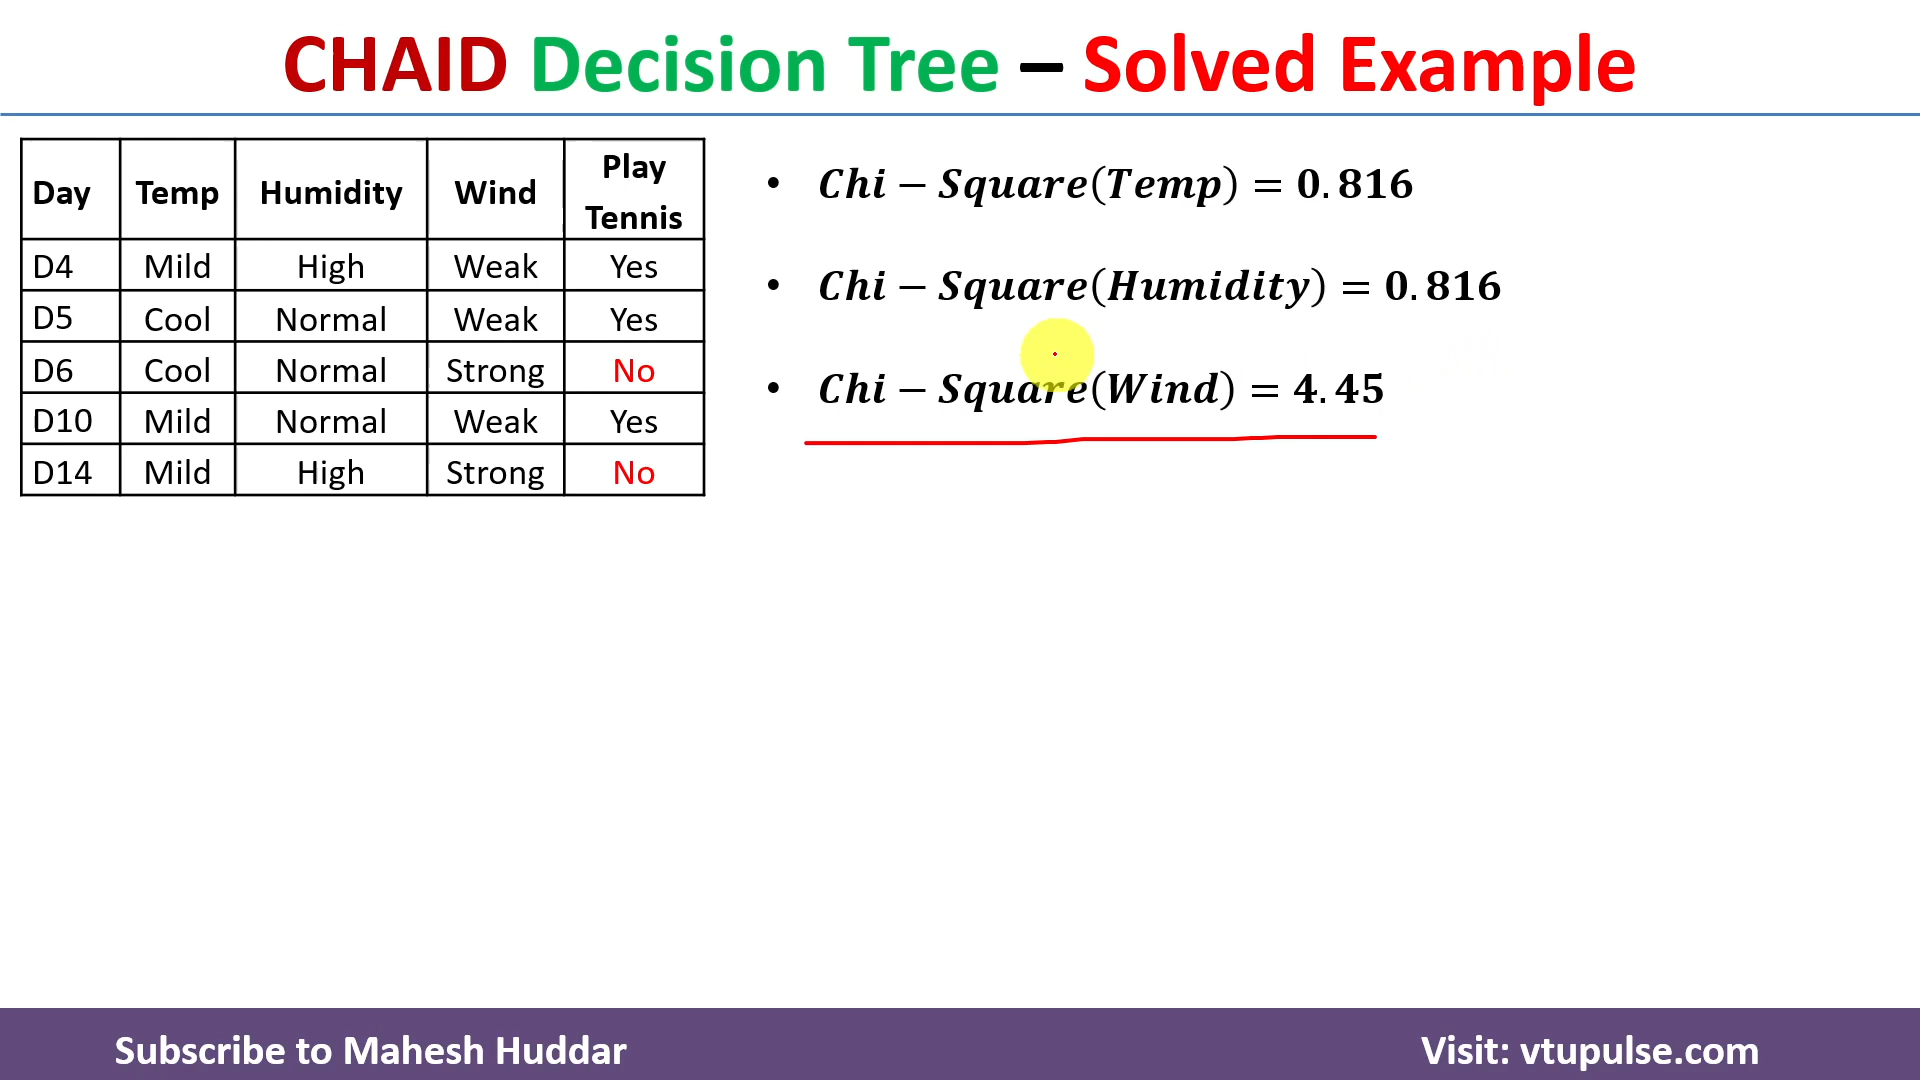 CHAID Decision Tree – Solved Example
Day Temp Humidity Wind Play Tennis
D4 Mild High Weak Yes
D5 Cool Normal Weak Yes
D6 Cool Normal Strong No
D10 Mild Normal Weak Yes
D14 Mild High Strong No
• Chi – Square(Temp) = 0.816
• Chi – Square(Humidity) = 0.816
• Chi – Square(Wind) = 4.45
Subscribe to Mahesh Huddar
Visit: vtupulse.com